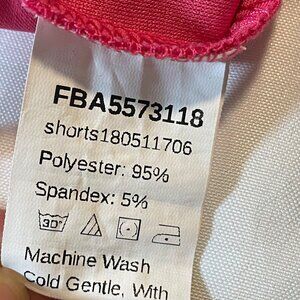 FBA5573118
shorts180511706
Polyester: 95%
Spandex: 5%
30°
Machine Wash
Cold Gentle, With